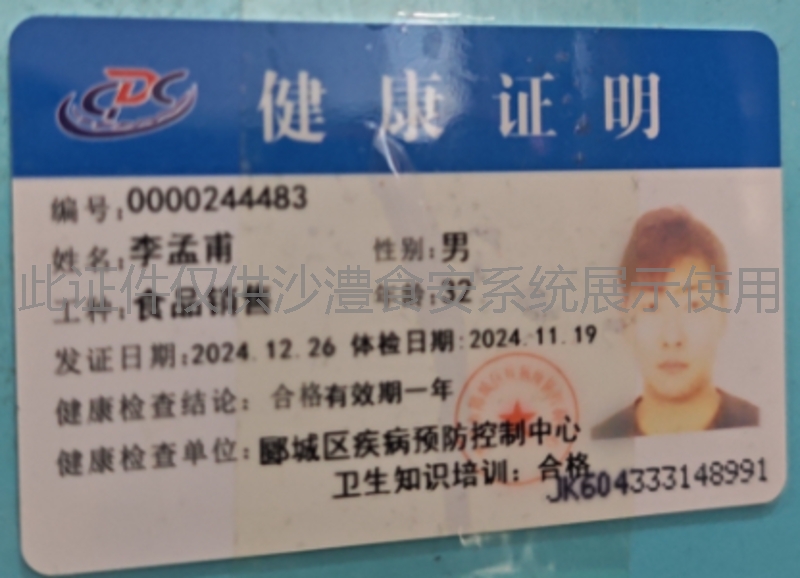 CDC
健康证明
编号:0000244483
姓名:李孟甫 性别:男
此证件仅供沙澧食安系统展示使用
工种:食品销售 年龄:32
发证日期:2024.12.26 体检日期:2024.11.19
健康检查结论: 合格有效期一年
健康检查单位:郾城区疾病预防控制中心
卫生知识培训:合格
JK604333148991